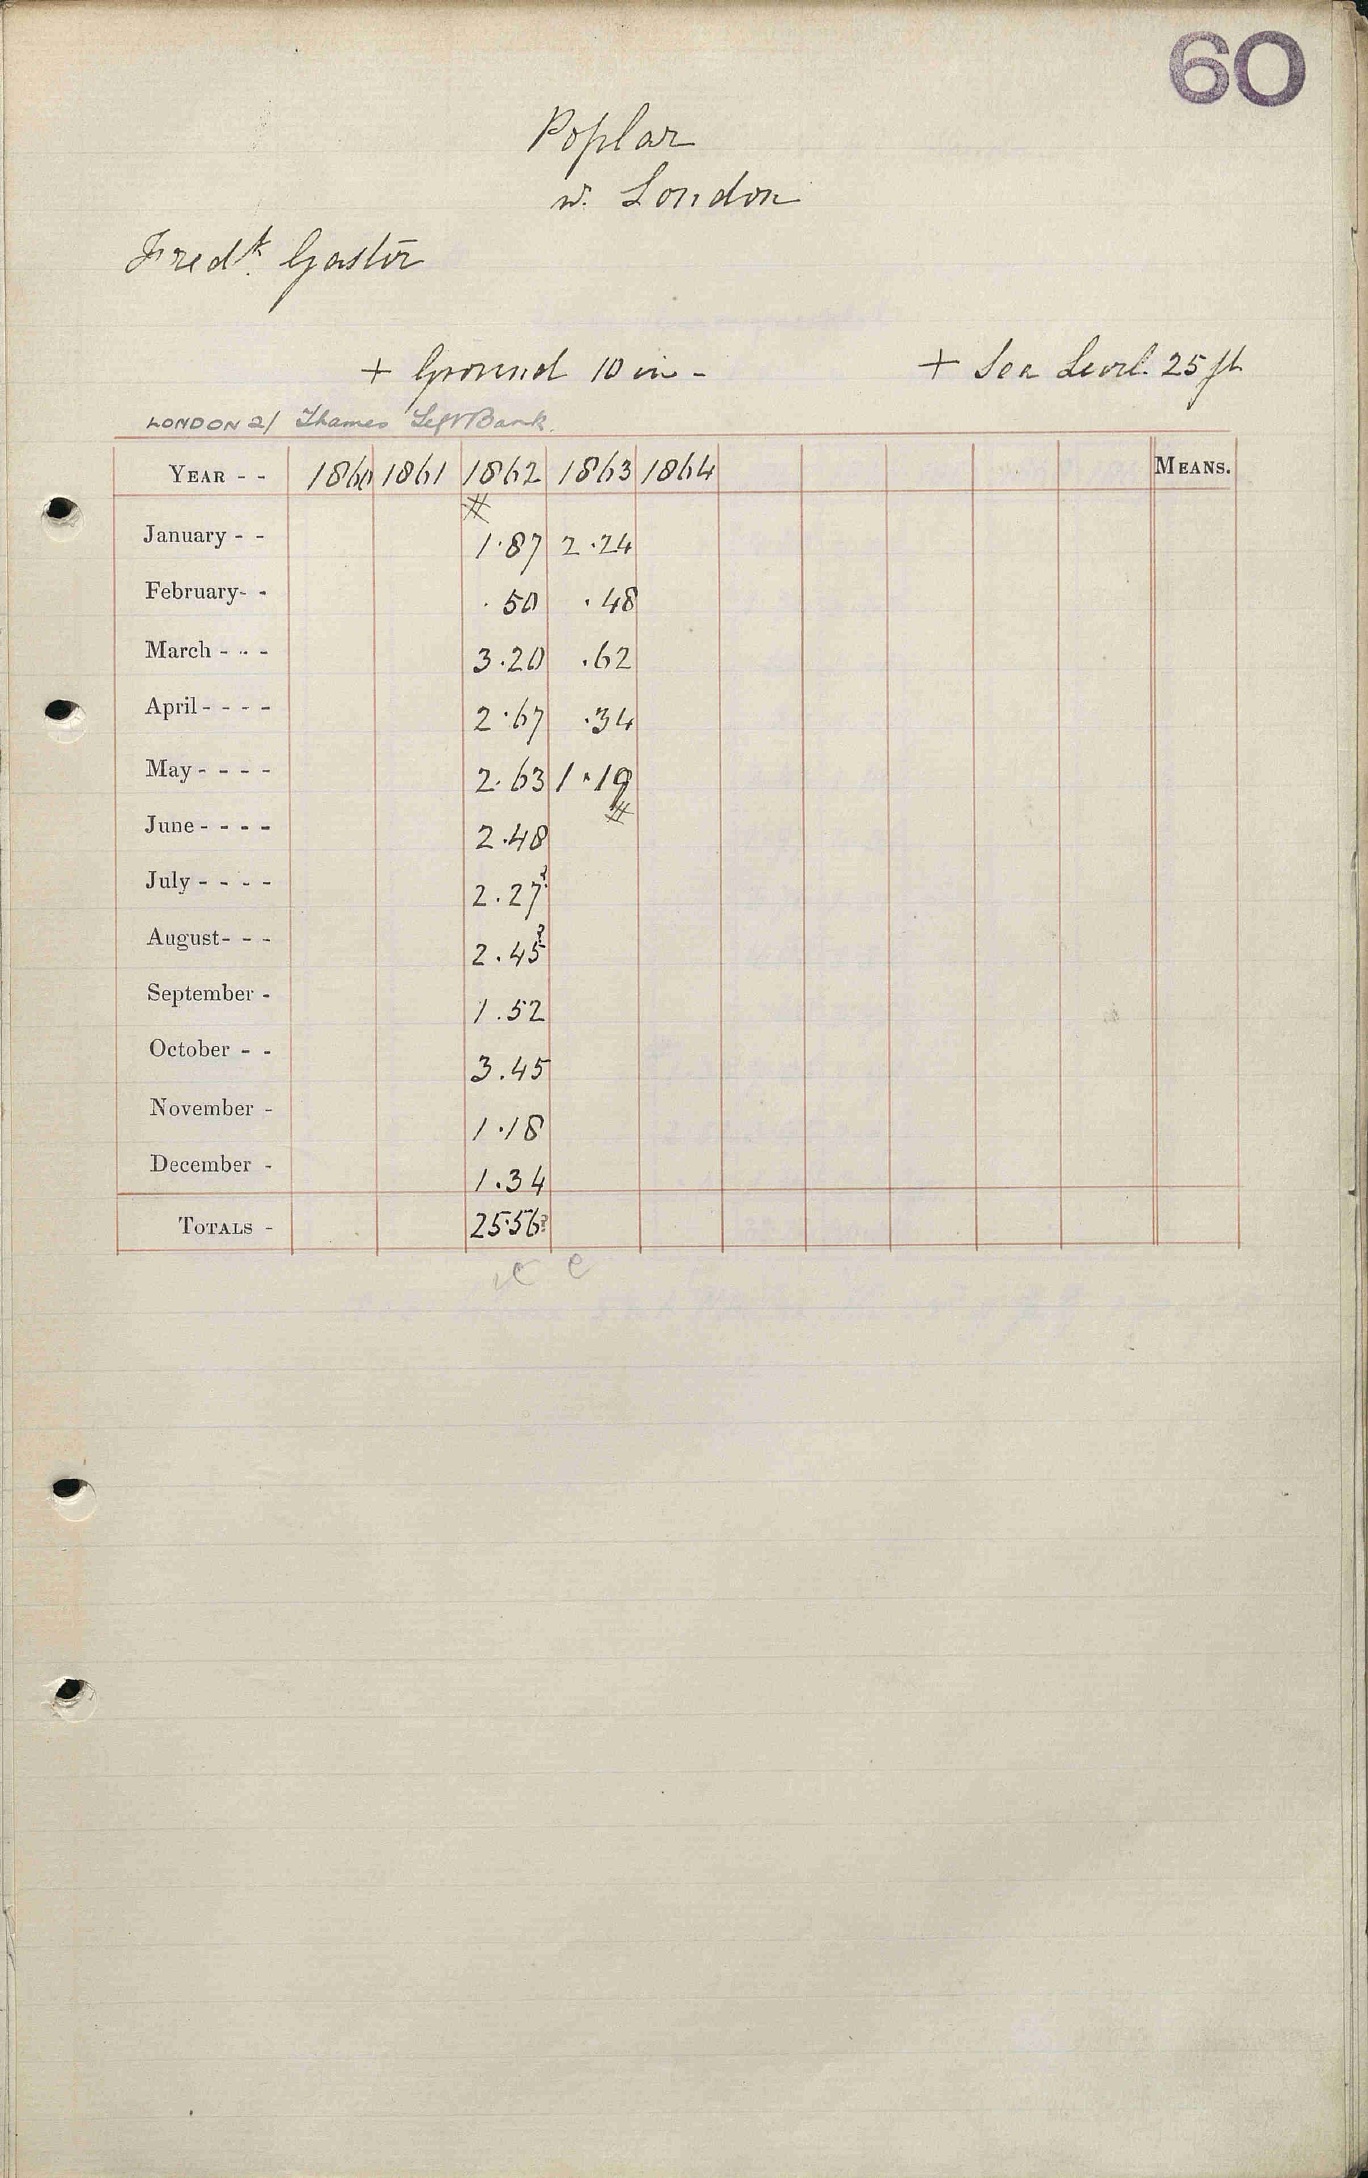 60
Poplar
n. London
Fredk. Gaster
+ Ground 10 in - + Sea Level. 25 ft
LONDON 2/ Thames Left Bank.
YEAR - - 1860 1861 1862 1863 1864 MEANS.
#
January - - 1.87 2.24
February- - .50 .48
March - - - 3.20 .62
April - - - - 2.67 .34
May - - - - 2.63 1.19
#
June - - - - 2.48
July - - - - 2.27?
August- - - 2.45?
September - 1.52
October - - 3.45
November - 1.18
December - 1.34
TOTALS - 25.56?
c e